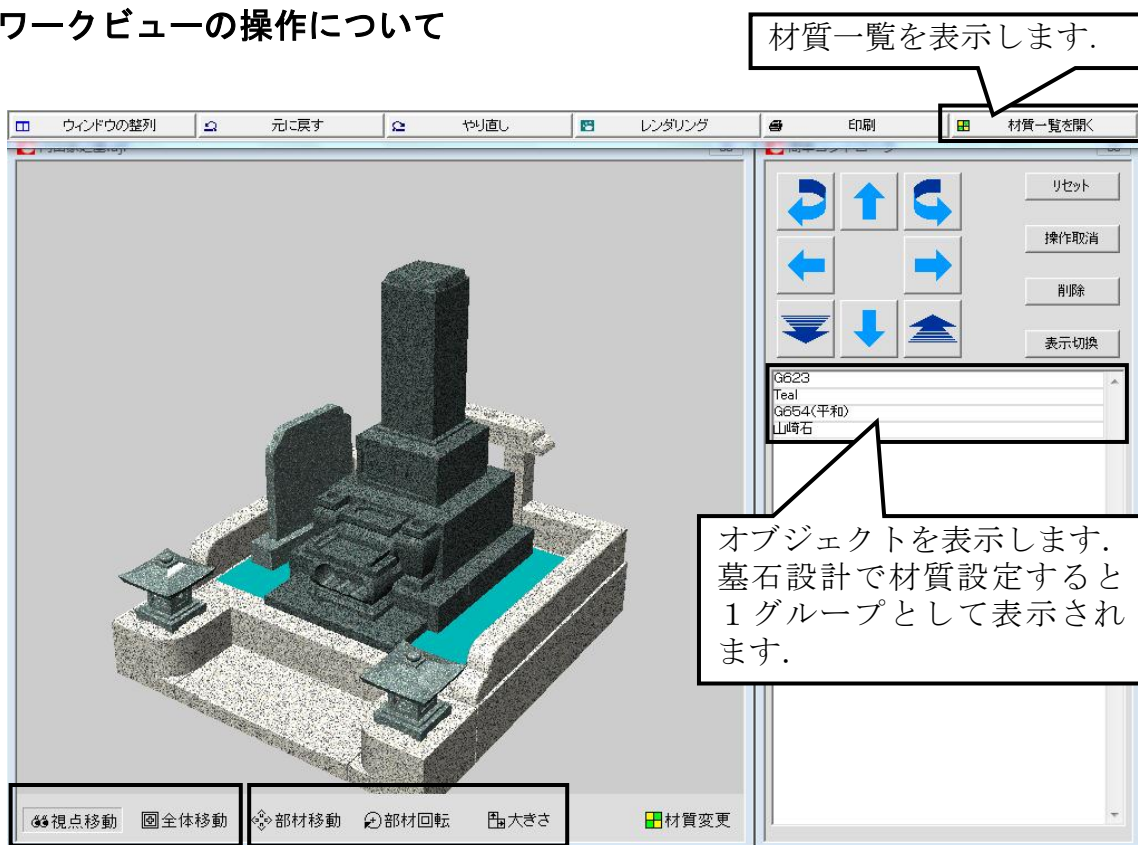 ワークビューの操作について
材質一覧を表示します.
ウィンドウの整列 元に戻す やり直し レンダリング 印刷 材質一覧を開く
リセット
操作取消
削除
表示切換
G623
Teal
G654(平和)
山崎石
オブジェクトを表示します.
墓石設計で材質設定すると
１グループとして表示され
ます.
視点移動 全体移動 部材移動 部材回転 大きさ 材質変更